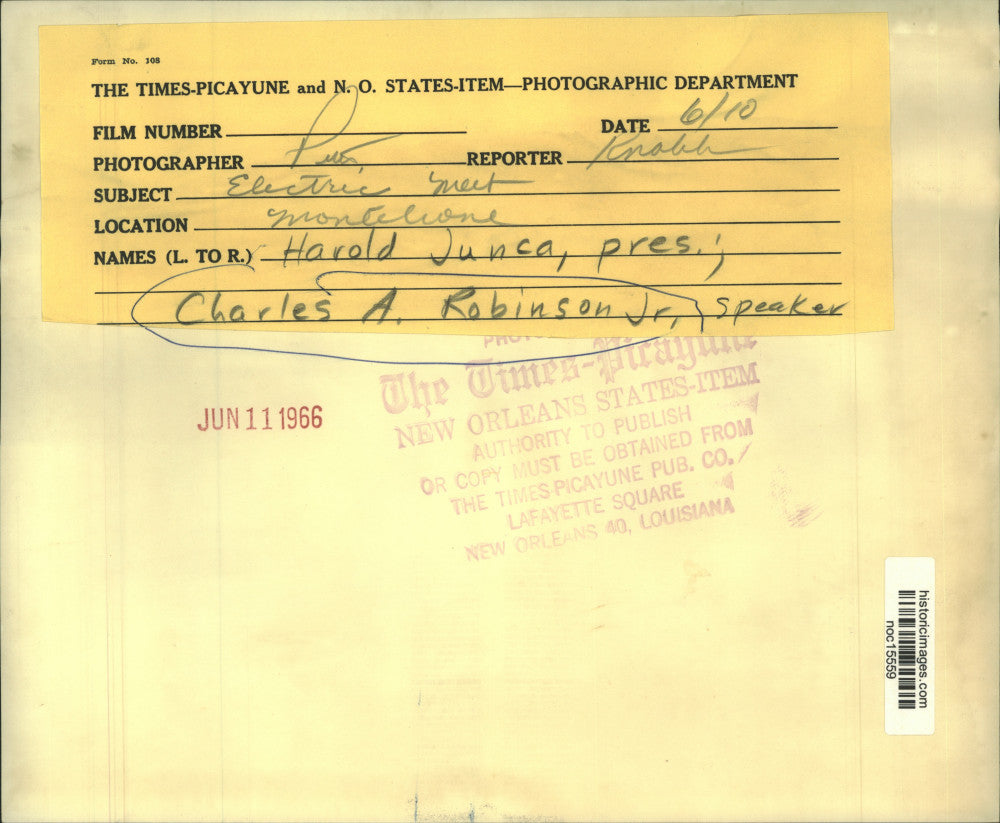 Form No. 108
THE TIMES-PICAYUNE and N. O. STATES-ITEM—PHOTOGRAPHIC DEPARTMENT
FILM NUMBER
DATE 6/10
PHOTOGRAPHER REPORTER
SUBJECT Electric meet
LOCATION Monteleone
NAMES (L. TO R.) Harold Junca, pres.;
Charles A. Robinson Jr, speaker
The Times-Picayune
NEW ORLEANS STATES-ITEM
AUTHORITY TO PUBLISH
OR COPY MUST BE OBTAINED FROM
THE TIMES-PICAYUNE PUB. CO.
LAFAYETTE SQUARE
NEW ORLEANS 40, LOUISIANA
JUN 11 1966
historicimages.com
noc15559